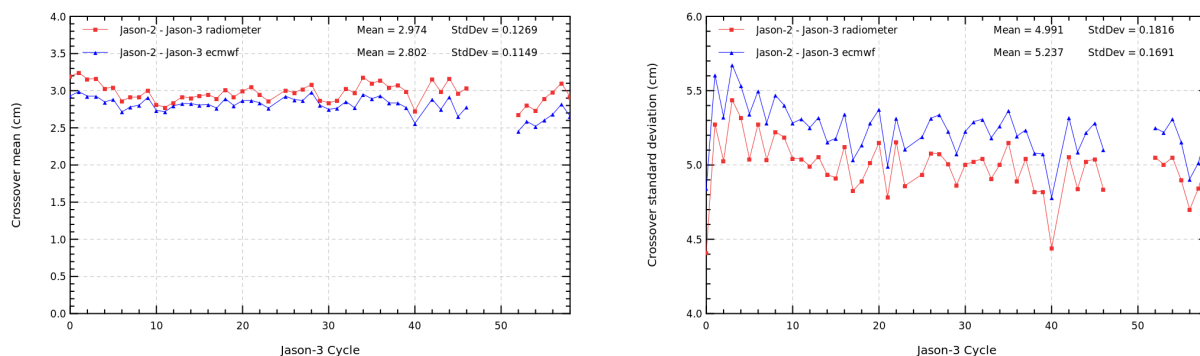 4.0
3.5
3.0
2.5
2.0
1.5
1.0
0.5
0.0
Crossover mean (cm)
Jason-2 - Jason-3 radiometer Mean = 2.974 StdDev = 0.1269
Jason-2 - Jason-3 ecmwf Mean = 2.802 StdDev = 0.1149
0 10 20 30 40 50
Jason-3 Cycle
6.0
5.5
5.0
4.5
4.0
Crossover standard deviation (cm)
Jason-2 - Jason-3 radiometer Mean = 4.991 StdDev = 0.1816
Jason-2 - Jason-3 ecmwf Mean = 5.237 StdDev = 0.1691
0 10 20 30 40 50
Jason-3 Cycle